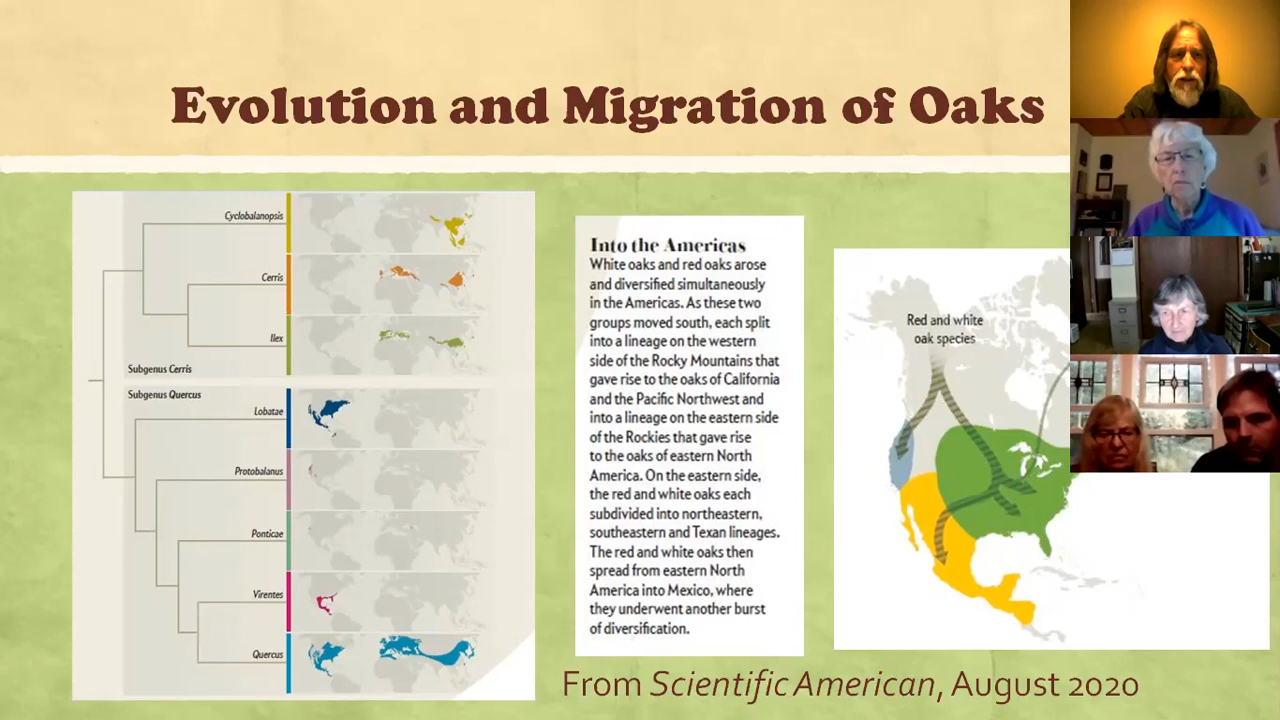 Evolution and Migration of Oaks
Cyclobalanopsis
Cerris
Ilex
Subgenus Cerris
Subgenus Quercus
Lobatae
Protobalanus
Ponticae
Virentes
Quercus
Into the Americas
White oaks and red oaks arose
and diversified simultaneously
in the Americas. As these two
groups moved south, each split
into a lineage on the western
side of the Rocky Mountains that
gave rise to the oaks of California
and the Pacific Northwest and
into a lineage on the eastern side
of the Rockies that gave rise
to the oaks of eastern North
America. On the eastern side,
the red and white oaks each
subdivided into northeastern,
southeastern and Texan lineages.
The red and white oaks then
spread from eastern North
America into Mexico, where
they underwent another burst
of diversification.
Red and white
oak species
From Scientific American, August 2020